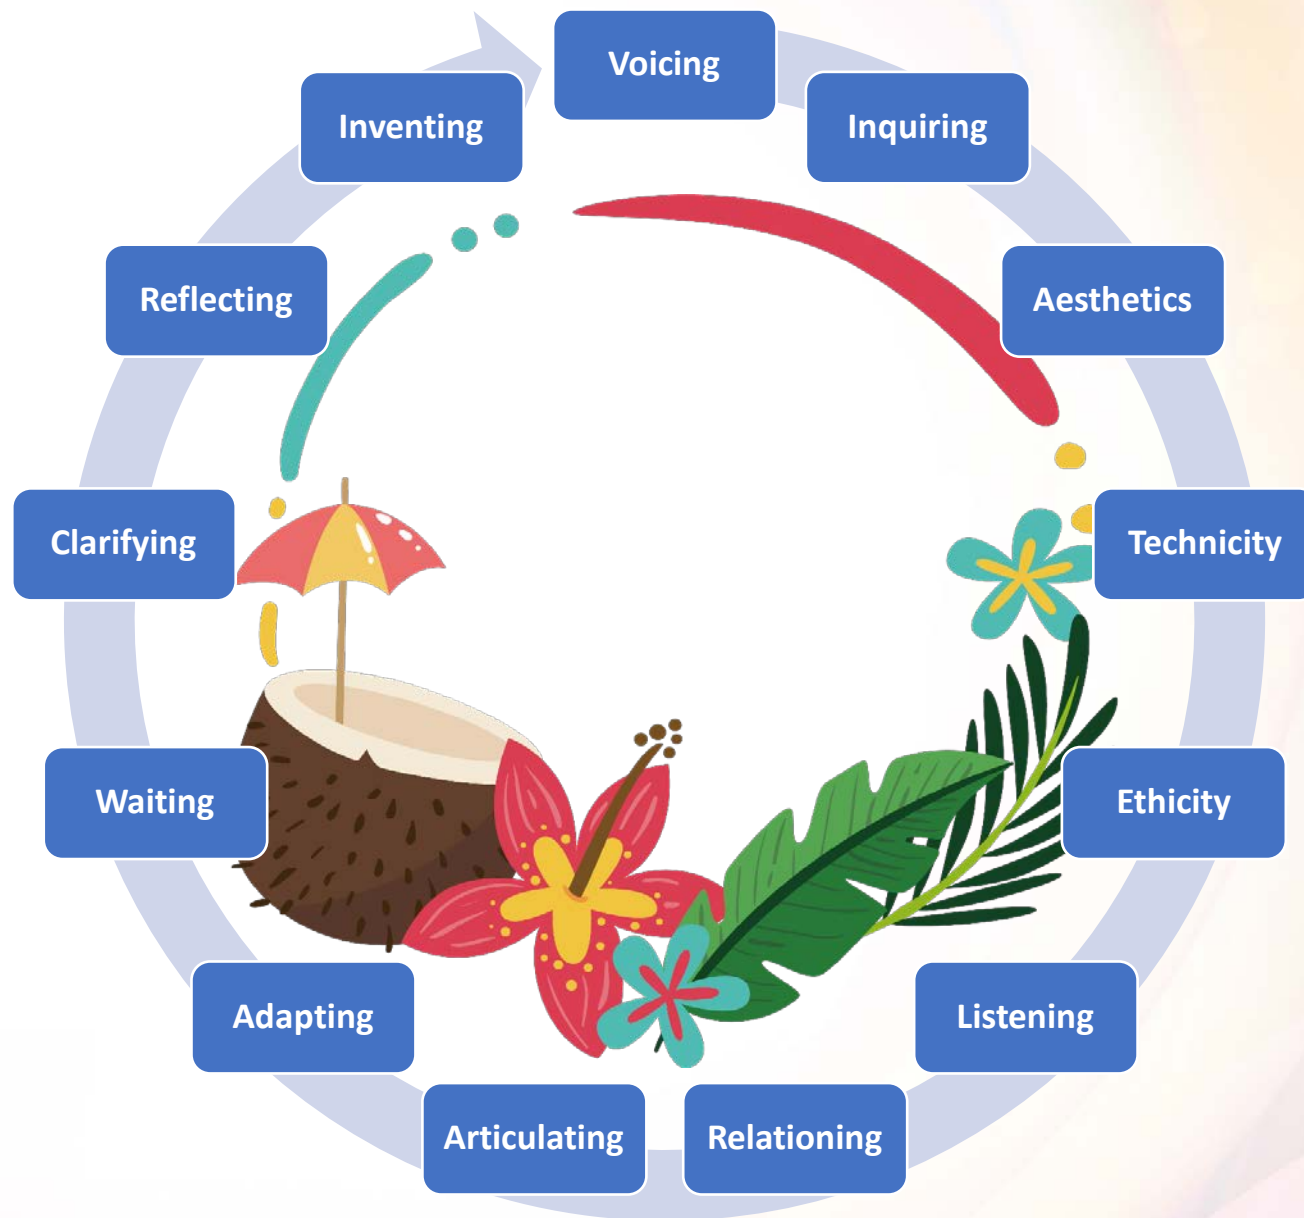 Voicing
Inquiring
Aesthetics
Technicity
Ethicity
Listening
Relationing
Articulating
Adapting
Waiting
Clarifying
Reflecting
Inventing